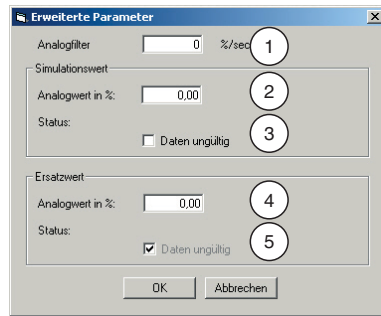 Erweiterte Parameter
Analogfilter 0 %/sec 1
Simulationswert
Analogwert in %: 0,00 2
Status: 3
Daten ungültig
Ersatzwert
Analogwert in %: 0,00 4
Status: 5
Daten ungültig
OK Abbrechen